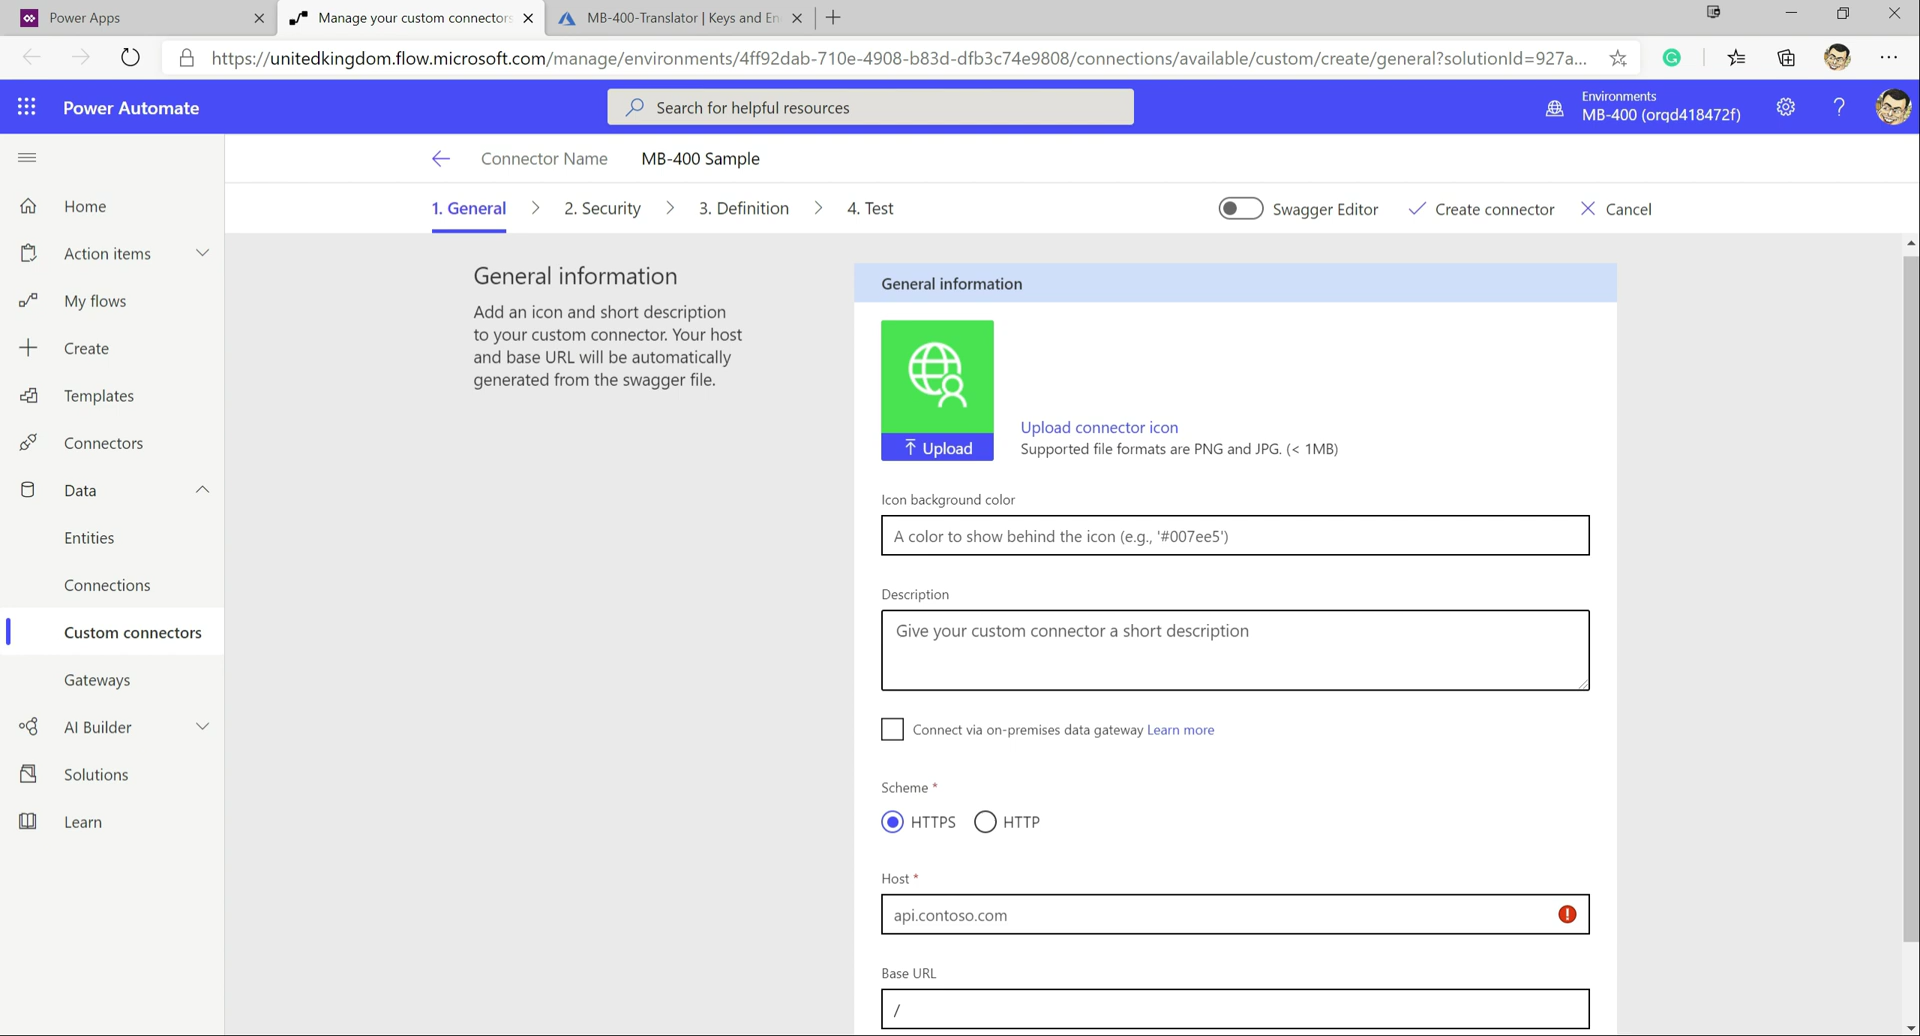 Power Apps
Manage your custom connectors
MB-400-Translator | Keys and En
https://unitedkingdom.flow.microsoft.com/manage/environments/4ff92dab-710e-4908-b83d-dfb3c74e9808/connections/available/custom/create/general?solutionId=927a...
Power Automate
Search for helpful resources
Environments
MB-400 (orqd418472f)
?
Connector Name MB-400 Sample
1. General 2. Security 3. Definition 4. Test
Swagger Editor Create connector Cancel
Home
Action items
My flows
Create
Templates
Connectors
Data
Entities
Connections
Custom connectors
Gateways
AI Builder
Solutions
Learn
General information
Add an icon and short description
to your custom connector. Your host
and base URL will be automatically
generated from the swagger file.
General information
Upload
Upload connector icon
Supported file formats are PNG and JPG. (< 1MB)
Icon background color
A color to show behind the icon (e.g., '#007ee5')
Description
Give your custom connector a short description
Connect via on-premises data gateway Learn more
Scheme *
HTTPS HTTP
Host *
api.contoso.com
Base URL
/